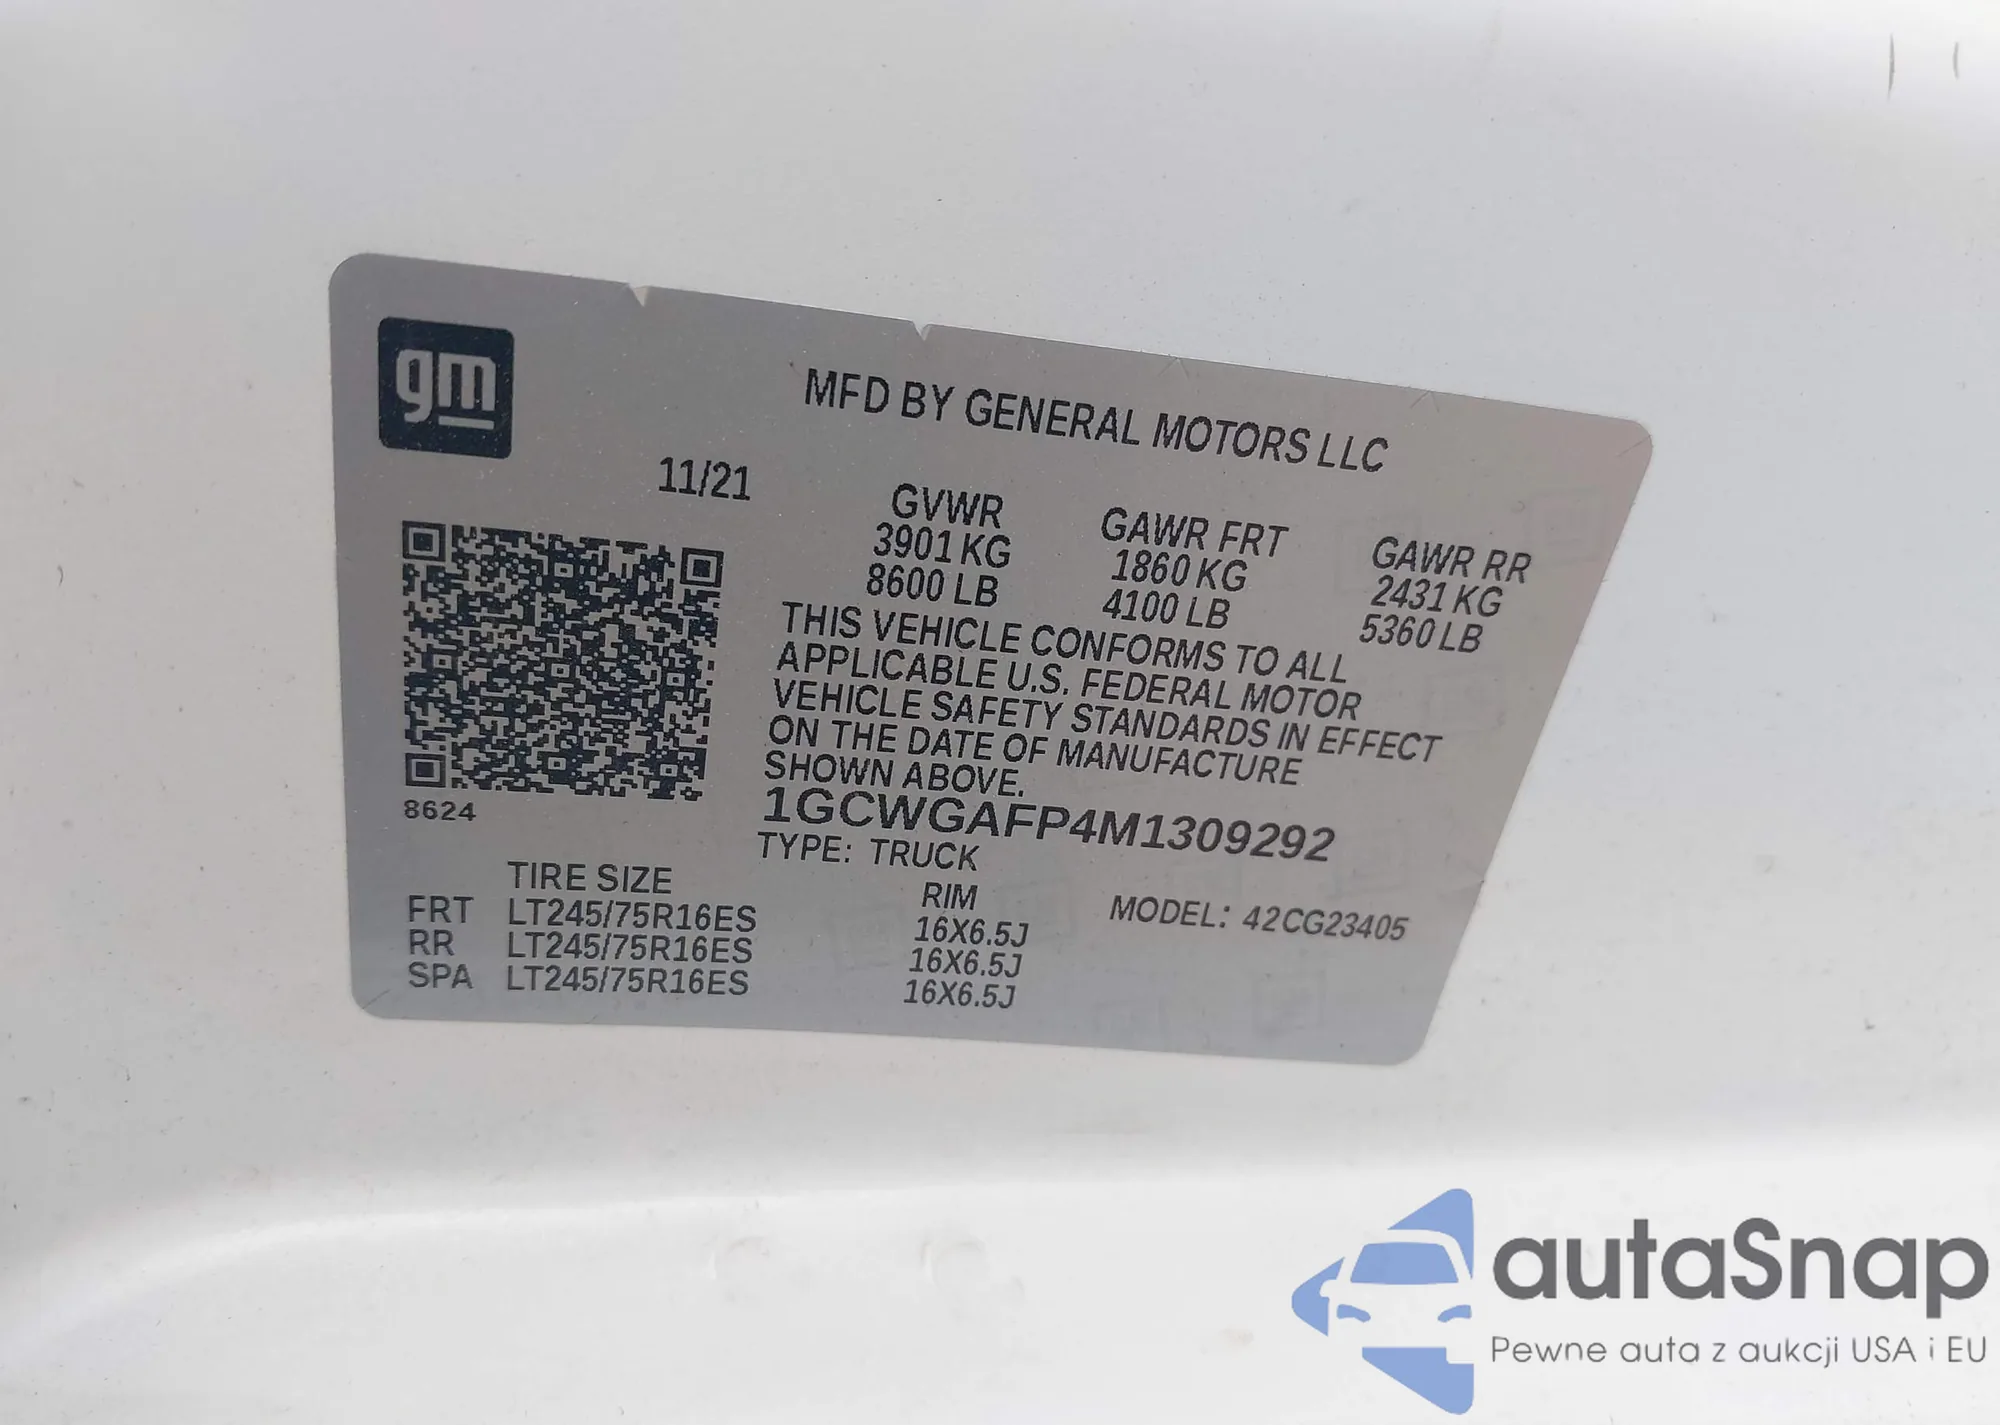 gm
MFD BY GENERAL MOTORS LLC
11/21
GVWR GAWR FRT GAWR RR
3901 KG 1860 KG 2431 KG
8600 LB 4100 LB 5360 LB
THIS VEHICLE CONFORMS TO ALL
APPLICABLE U.S. FEDERAL MOTOR
VEHICLE SAFETY STANDARDS IN EFFECT
ON THE DATE OF MANUFACTURE
SHOWN ABOVE.
8624
1GCWGAFP4M1309292
TYPE: TRUCK
MODEL: 42CG23405
TIRE SIZE RIM
FRT LT245/75R16ES 16X6.5J
RR LT245/75R16ES 16X6.5J
SPA LT245/75R16ES 16X6.5J
autaSnap
Pewne auta z aukcji USA i EU